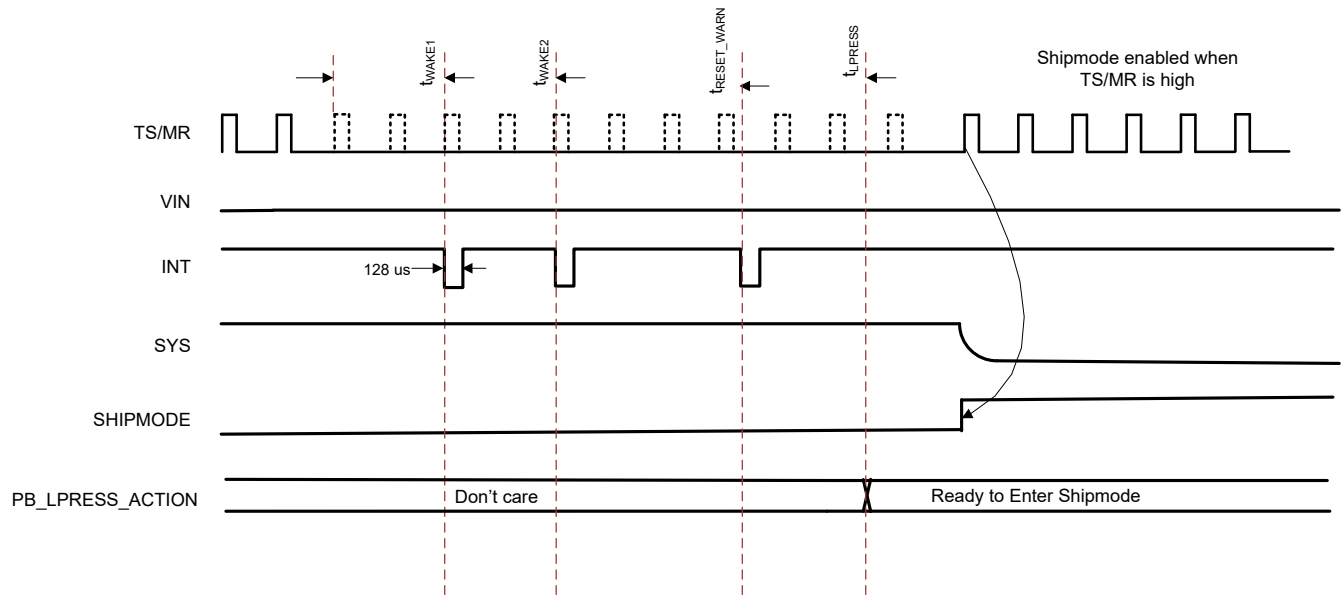 tWAKE1
tWAKE2
tRESET_WARN
tLPRESS
Shipmode enabled when
TS/MR is high
TS/MR
VIN
INT
128 us
SYS
SHIPMODE
PB_LPRESS_ACTION
Don't care
Ready to Enter Shipmode